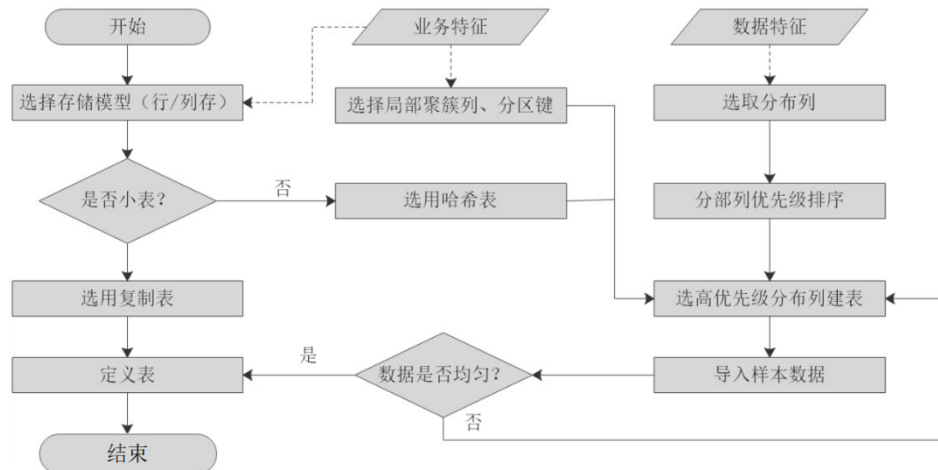 开始
业务特征
数据特征
选择存储模型（行/列存）
选择局部聚簇列、分区键
选取分布列
是否小表？
否
选用哈希表
分部列优先级排序
选用复制表
选高优先级分布列建表
是
定义表
数据是否均匀？
导入样本数据
否
结束